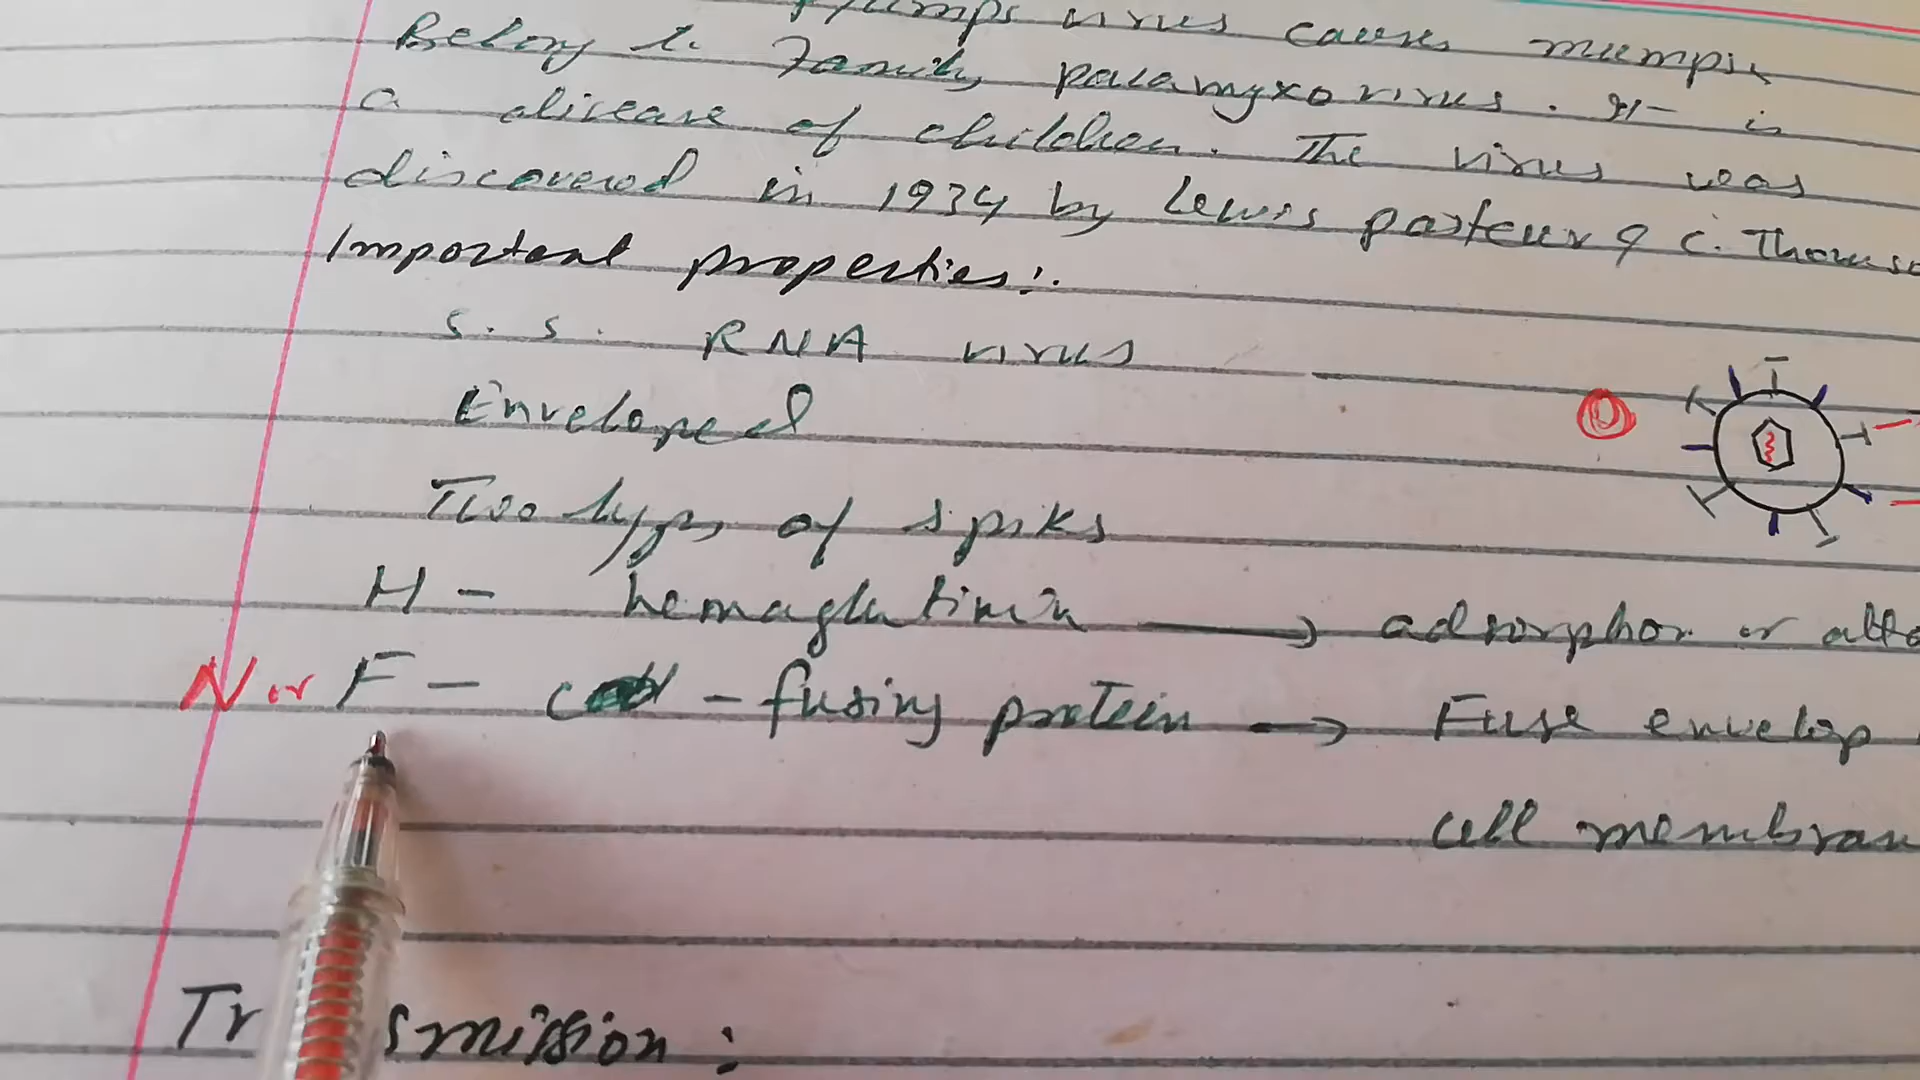 Mumps virus causes mumps
Belong to Family paramyxovirus. It is
a disease of children. The virus was
discovered in 1934 by Lewis pasteur & C. Thomso
Important properties:
S. S. RNA virus
Enveloped
Two types of spiks
H - hemaglutinin → adsorption or atta
N or F - - fusing protein → Fuse envelop
cell membran
Tr smission: